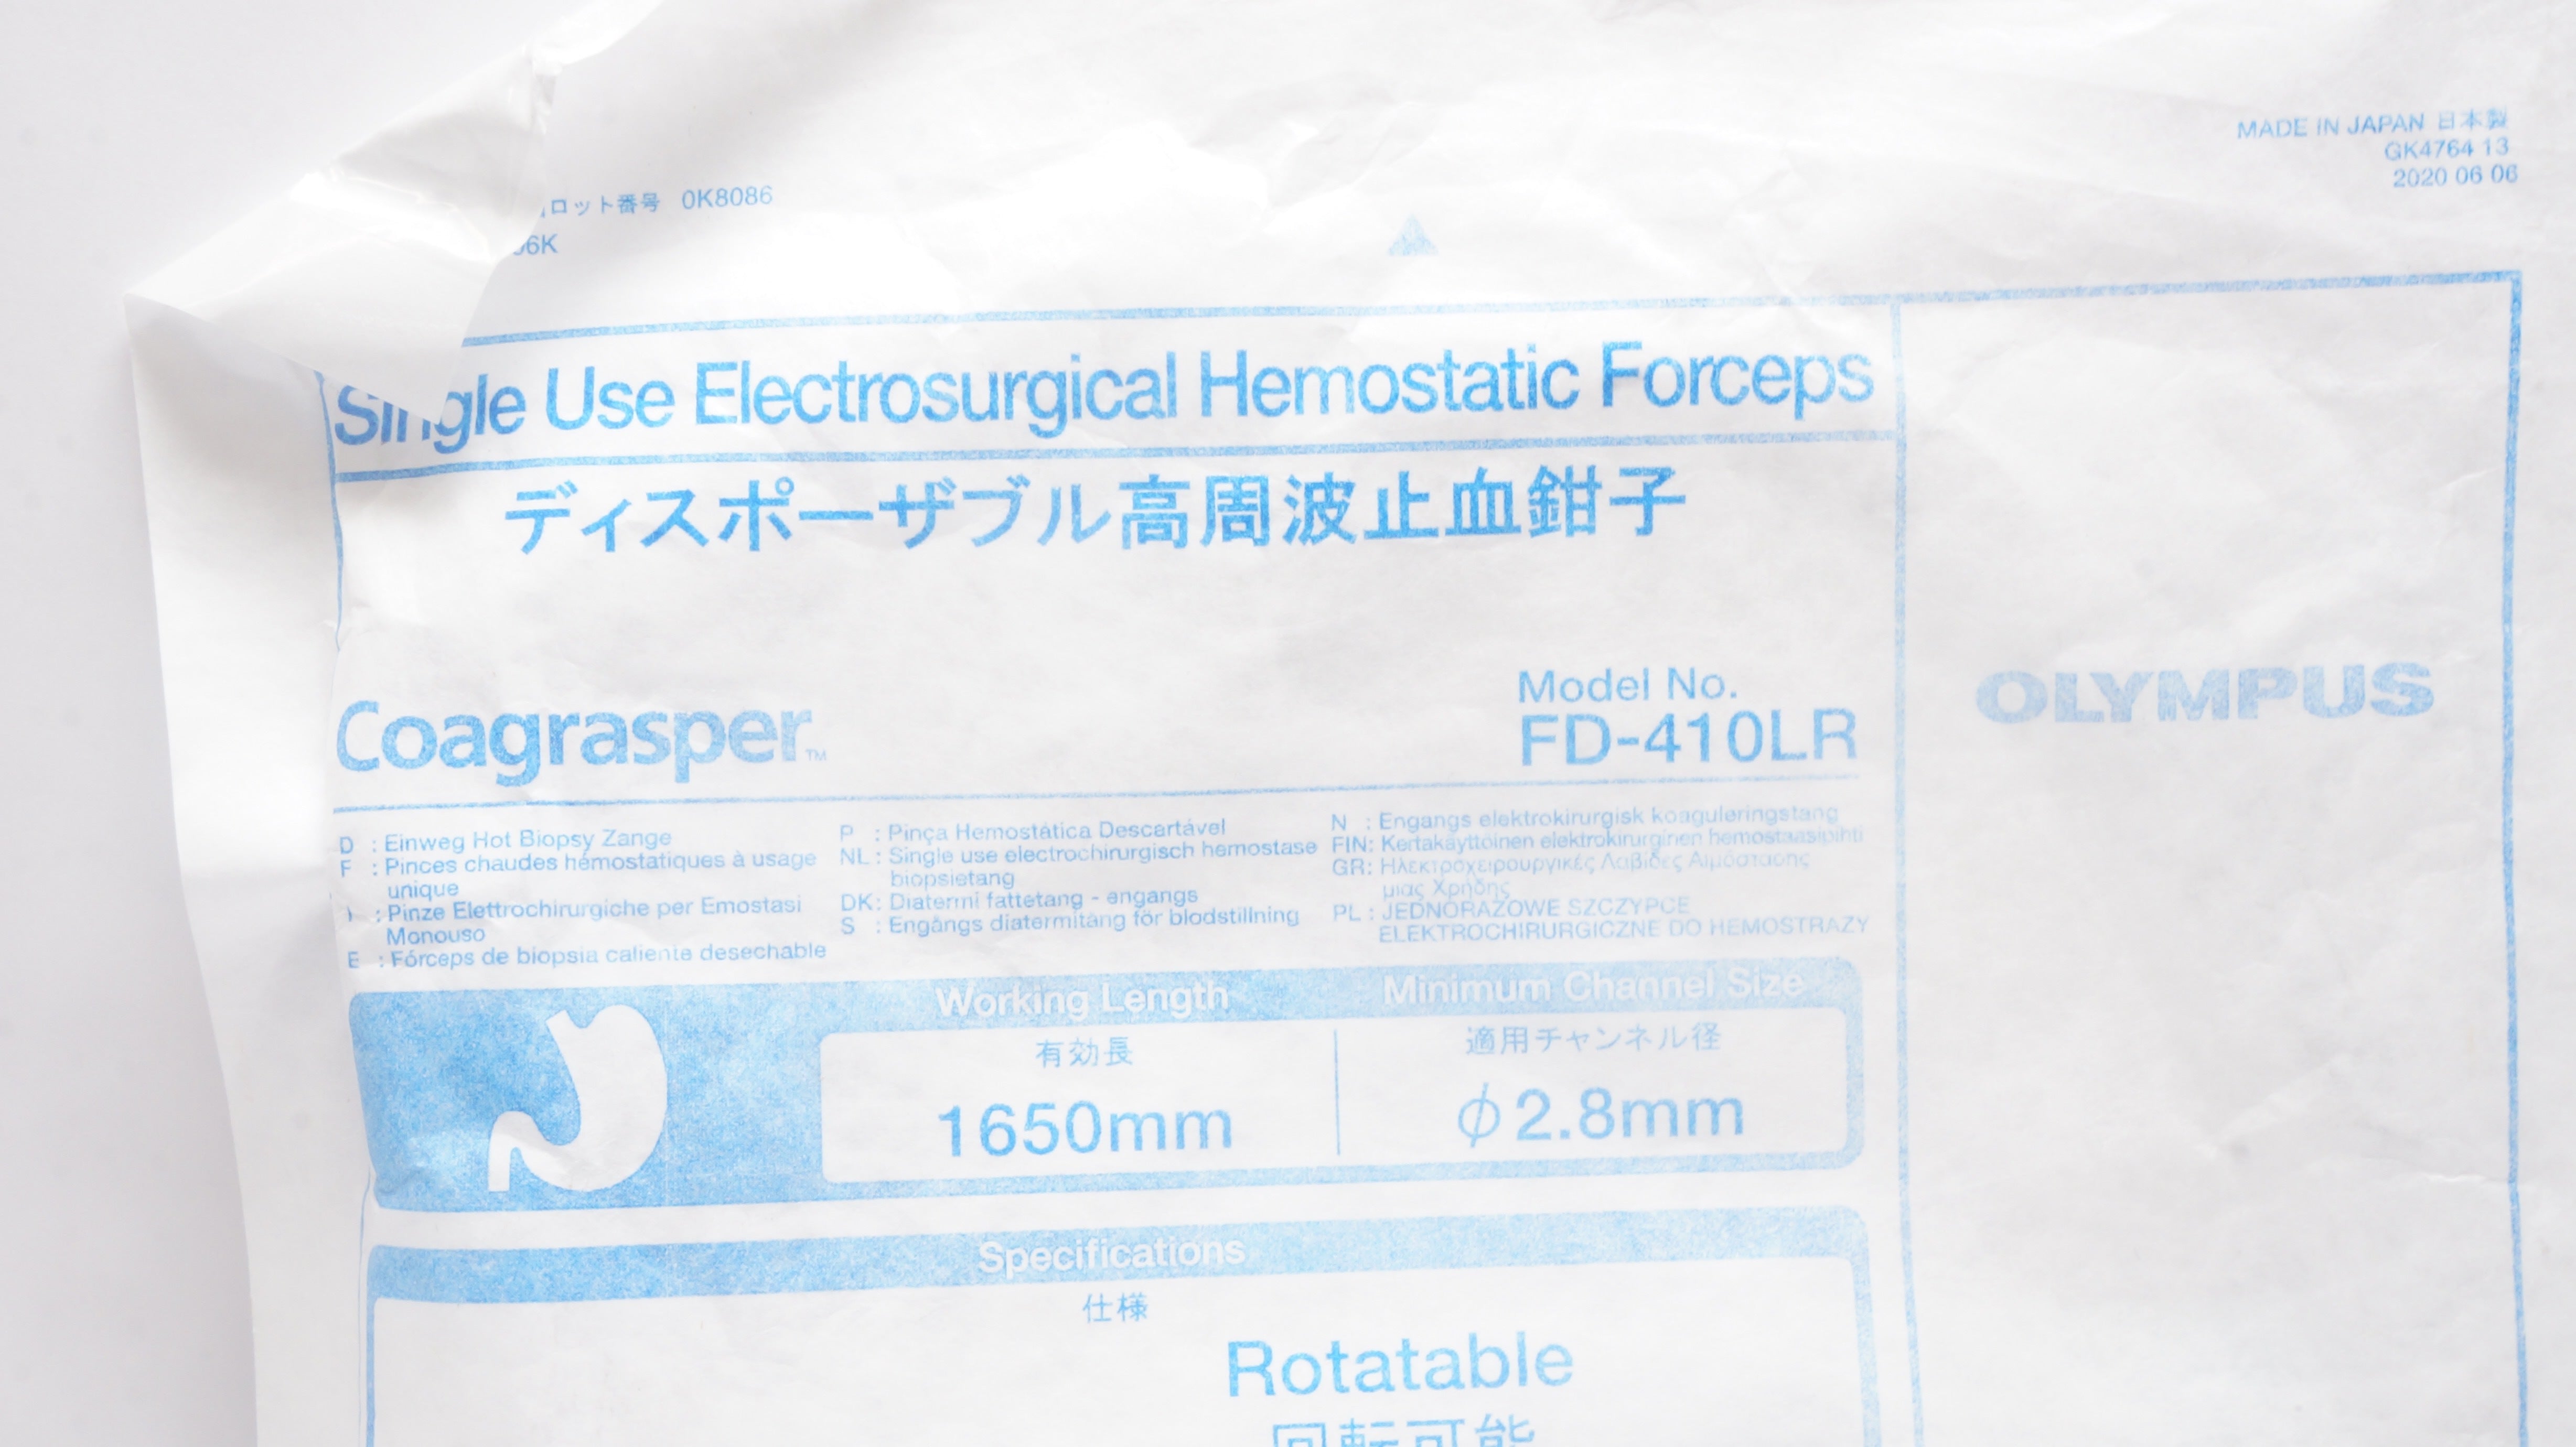 MADE IN JAPAN 日本製
GK4764 13
2020 06 06
ロット番号 0K8086
6K
Single Use Electrosurgical Hemostatic Forceps
ディスポーザブル高周波止血鉗子
Coagrasper™
Model No.
FD-410LR
OLYMPUS
D : Einweg Hot Biopsy Zange
F : Pinces chaudes hémostatiques à usage
unique
I : Pinze Elettrochirurgiche per Emostasi
Monouso
E : Fórceps de biopsia caliente desechable
P : Pinça Hemostática Descartável
NL : Single use electrochirurgisch hemostase
biopsietang
DK : Diatermi fattetang - engangs
S : Engångs diatermitång för blodstillning
N : Engangs elektrokirurgisk koaguleringstang
FIN: Kertakäyttöinen elektrokirurginen hemostaasipihti
GR: Ηλεκτροχειρουργικές Λαβίδες Αιμόστασης
μιας Χρήσης
PL : JEDNORAZOWE SZCZYPCE
ELEKTROCHIRURGICZNE DO HEMOSTRAZY
Working Length
有効長
1650mm
Minimum Channel Size
適用チャンネル径
φ2.8mm
Specifications
仕様
Rotatable
回転可能